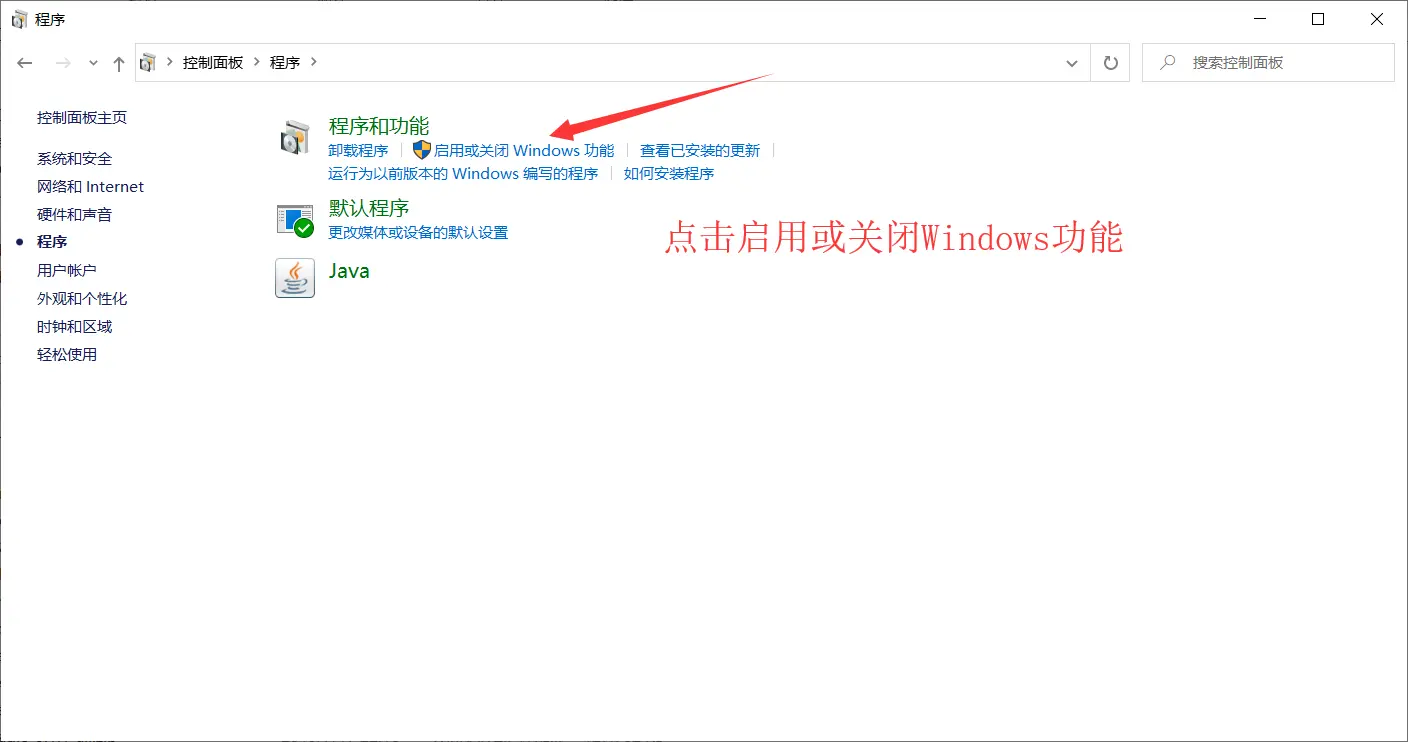 程序
控制面板 程序
搜索控制面板
控制面板主页
系统和安全
网络和 Internet
硬件和声音
程序
用户帐户
外观和个性化
时钟和区域
轻松使用
程序和功能
卸载程序 启用或关闭 Windows 功能 查看已安装的更新
运行为以前版本的 Windows 编写的程序 如何安装程序
默认程序
更改媒体或设备的默认设置
Java
点击启用或关闭Windows功能